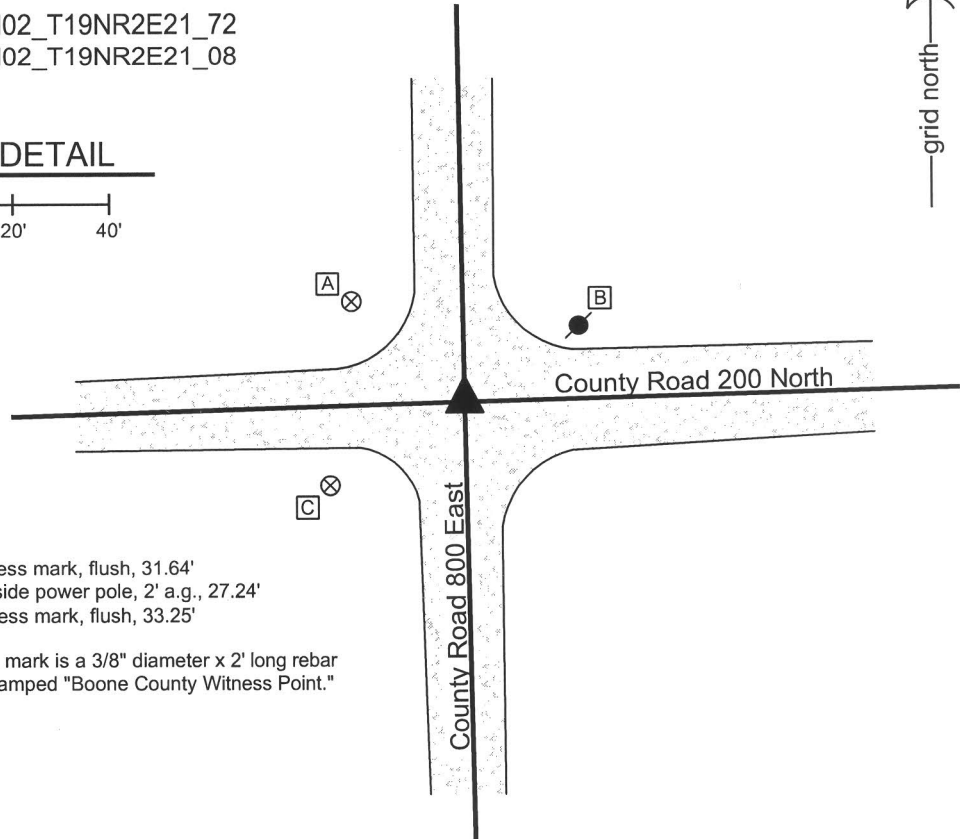 02_T19NR2E21_72
02_T19NR2E21_08
grid north
DETAIL
20' 40'
A
B
County Road 200 North
C
County Road 800 East
ess mark, flush, 31.64'
side power pole, 2' a.g., 27.24'
ess mark, flush, 33.25'
mark is a 3/8" diameter x 2' long rebar
amped "Boone County Witness Point."